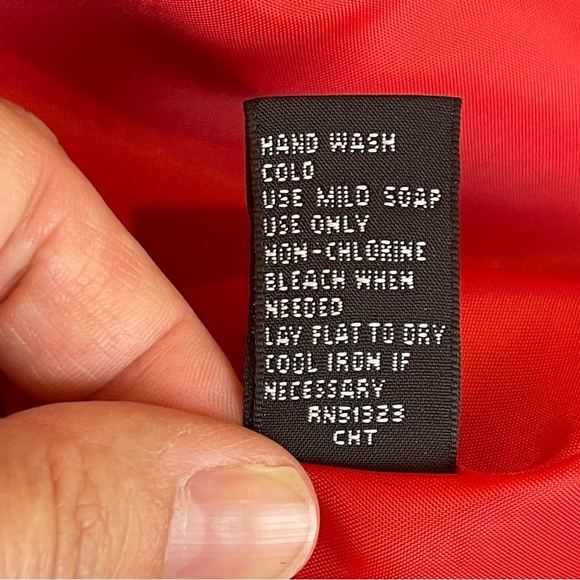 HAND WASH
COLD
USE MILD SOAP
USE ONLY
NON-CHLORINE
BLEACH WHEN
NEEDED
LAY FLAT TO DRY
COOL IRON IF
NECESSARY
RN51323
CHT